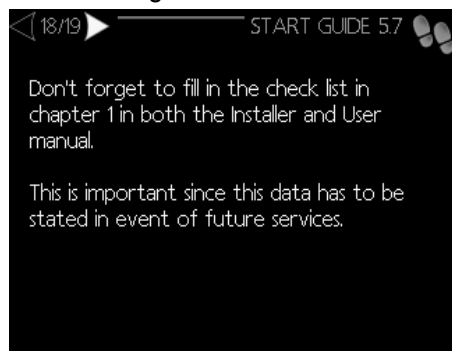 18/19
START GUIDE 5.7
Don't forget to fill in the check list in
chapter 1 in both the Installer and User
manual.
This is important since this data has to be
stated in event of future services.